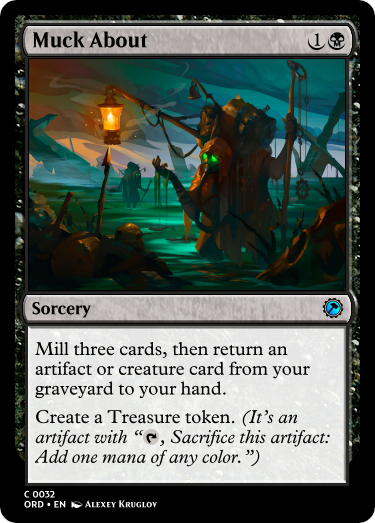 Muck About 1
Sorcery
Mill three cards, then return an
artifact or creature card from your
graveyard to your hand.
Create a Treasure token. (It's an
artifact with “, Sacrifice this artifact:
Add one mana of any color.”)
C 0032
ORD • EN Alexey Kruglov